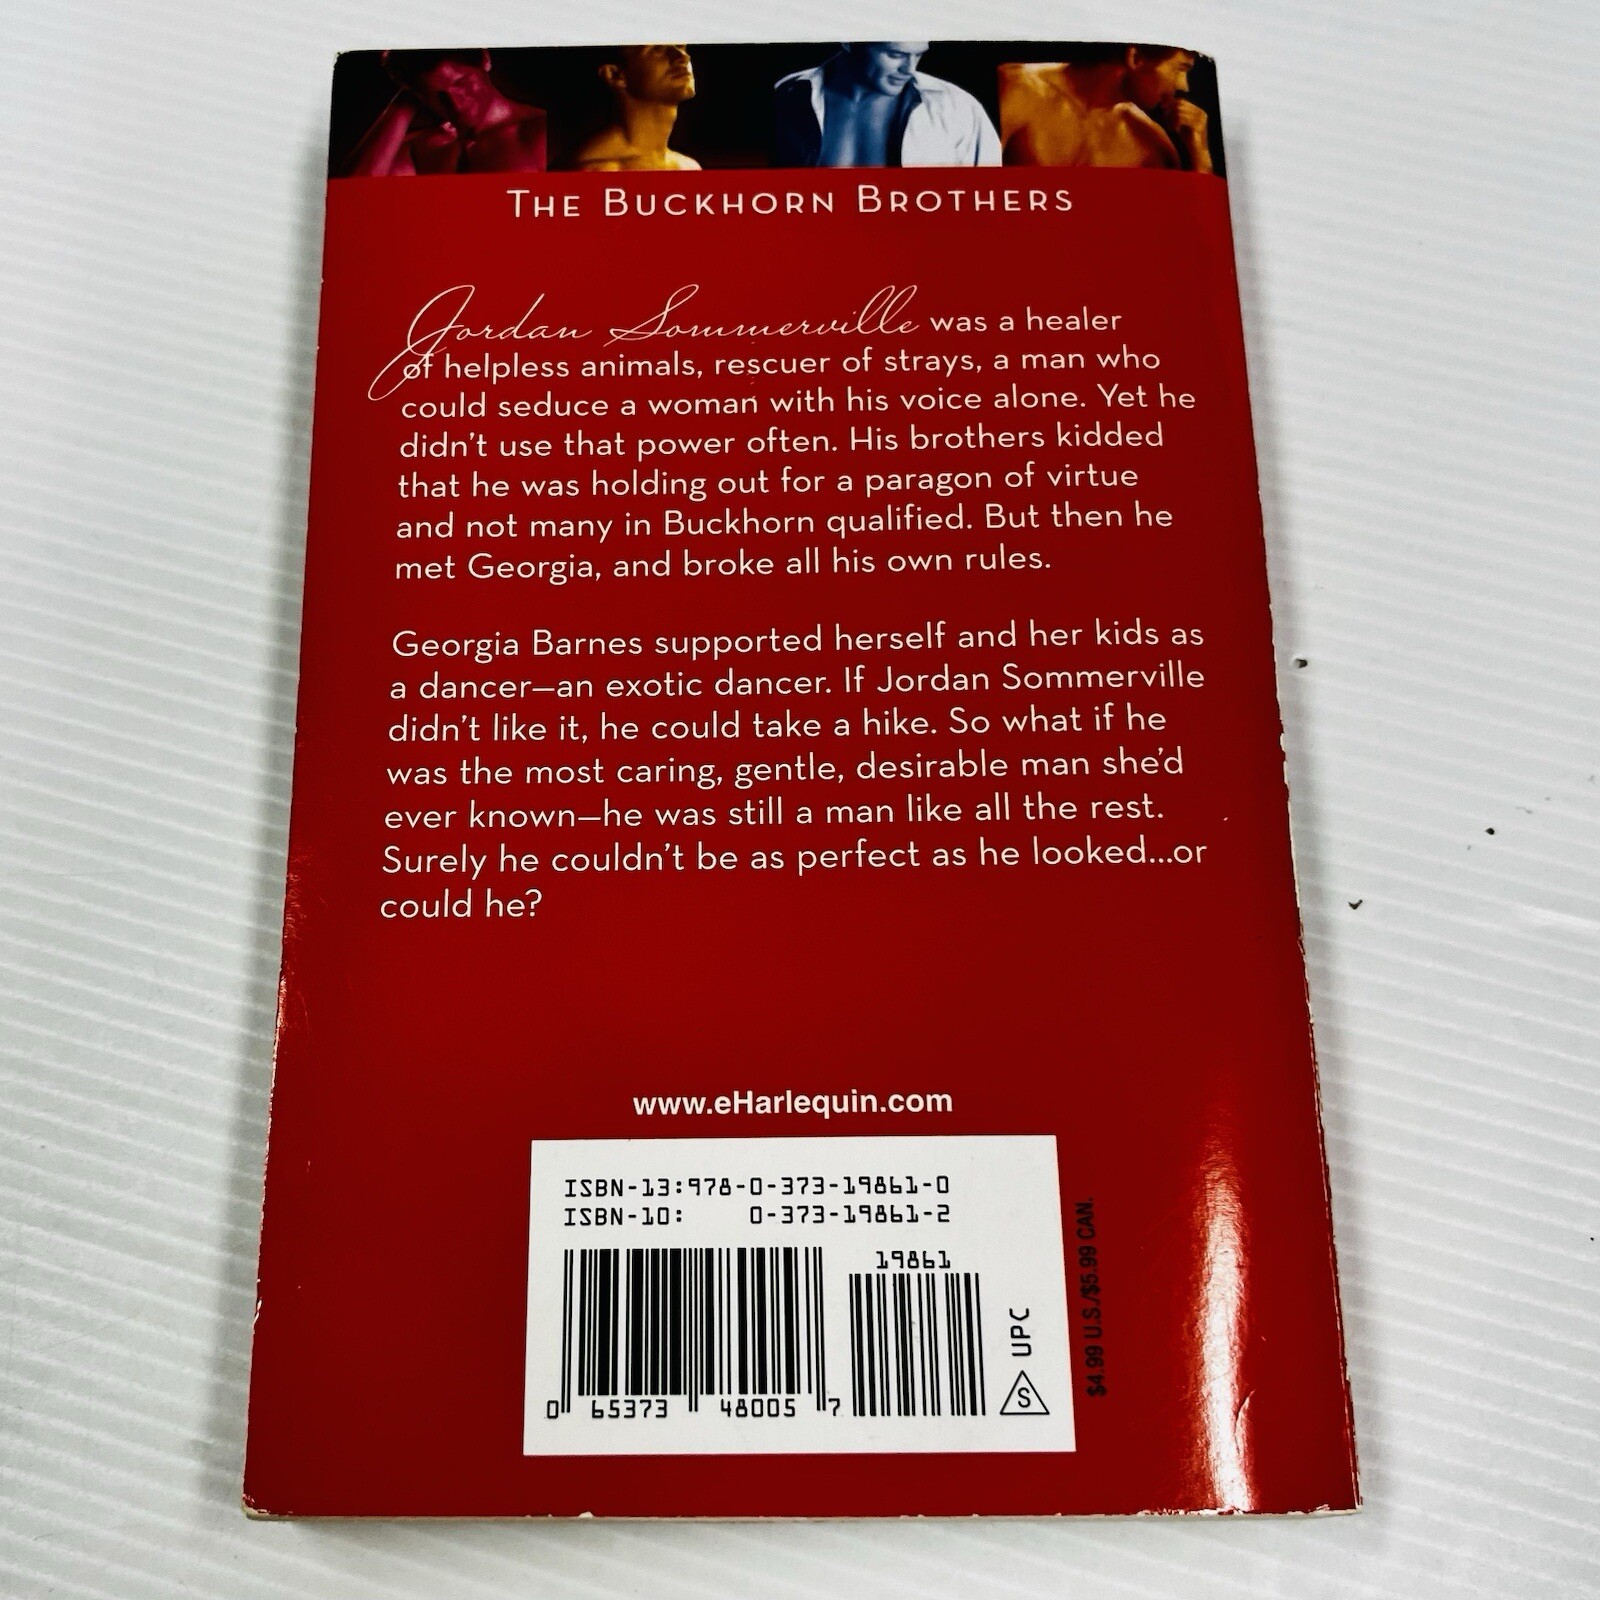 THE BUCKHORN BROTHERS
Jordan Sommerville was a healer
of helpless animals, rescuer of strays, a man who
could seduce a woman with his voice alone. Yet he
didn't use that power often. His brothers kidded
that he was holding out for a paragon of virtue
and not many in Buckhorn qualified. But then he
met Georgia, and broke all his own rules.
Georgia Barnes supported herself and her kids as
a dancer—an exotic dancer. If Jordan Sommerville
didn't like it, he could take a hike. So what if he
was the most caring, gentle, desirable man she'd
ever known—he was still a man like all the rest.
Surely he couldn't be as perfect as he looked...or
could he?
www.eHarlequin.com
ISBN-13:978-0-373-19861-0
ISBN-10: 0-373-19861-2
19861
0 65373 48005 7
S UPC
$4.99 U.S./$5.99 CAN.